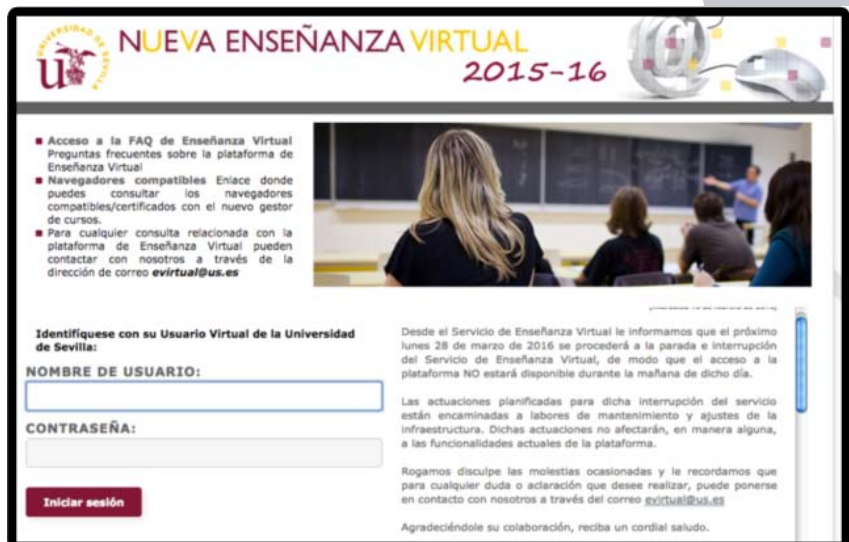 UNIVERSIDAD DE SEVILLA
NUEVA ENSEÑANZA VIRTUAL
2015-16
Acceso a la FAQ de Enseñanza Virtual
Preguntas frecuentes sobre la plataforma de
Enseñanza Virtual
Navegadores compatibles Enlace donde
puedes consultar los navegadores
compatibles/certificados con el nuevo gestor
de cursos.
Para cualquier consulta relacionada con la
plataforma de Enseñanza Virtual pueden
contactar con nosotros a través de la
dirección de correo evirtual@us.es
Identifíquese con su Usuario Virtual de la Universidad
de Sevilla:
NOMBRE DE USUARIO:
CONTRASEÑA:
Iniciar sesión
Desde el Servicio de Enseñanza Virtual le informamos que el próximo
lunes 28 de marzo de 2016 se procederá a la parada e interrupción
del Servicio de Enseñanza Virtual, de modo que el acceso a la
plataforma NO estará disponible durante la mañana de dicho día.
Las actuaciones planificadas para dicha interrupción del servicio
están encaminadas a labores de mantenimiento y ajustes de la
infraestructura. Dichas actuaciones no afectarán, en manera alguna,
a las funcionalidades actuales de la plataforma.
Rogamos disculpe las molestias ocasionadas y le recordamos que
para cualquier duda o aclaración que desee realizar, puede ponerse
en contacto con nosotros a través del correo evirtual@us.es
Agradeciéndole su colaboración, reciba un cordial saludo.